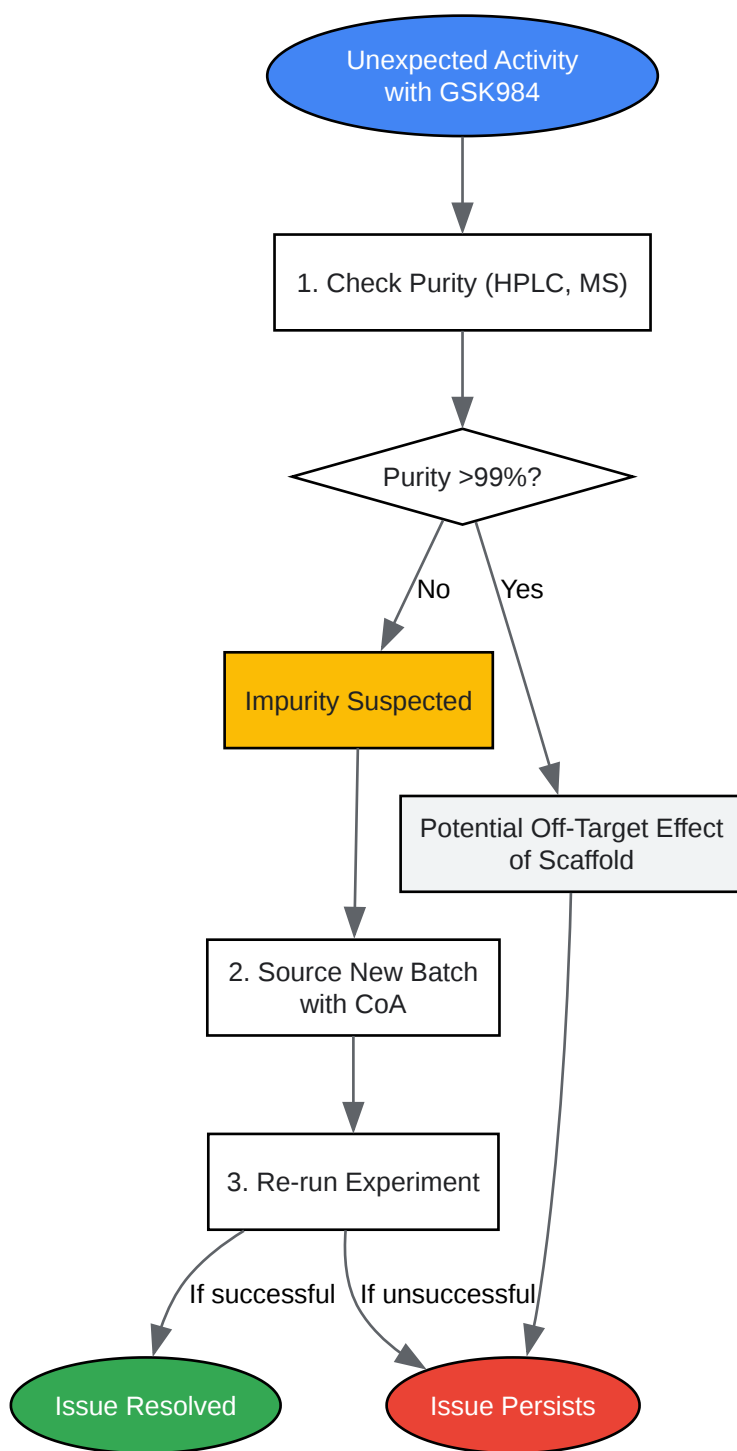 Unexpected Activity
with GSK984
1. Check Purity (HPLC, MS)
Purity >99%?
No
Yes
Impurity Suspected
Potential Off-Target Effect
of Scaffold
2. Source New Batch
with CoA
3. Re-run Experiment
If successful
If unsuccessful
Issue Resolved
Issue Persists